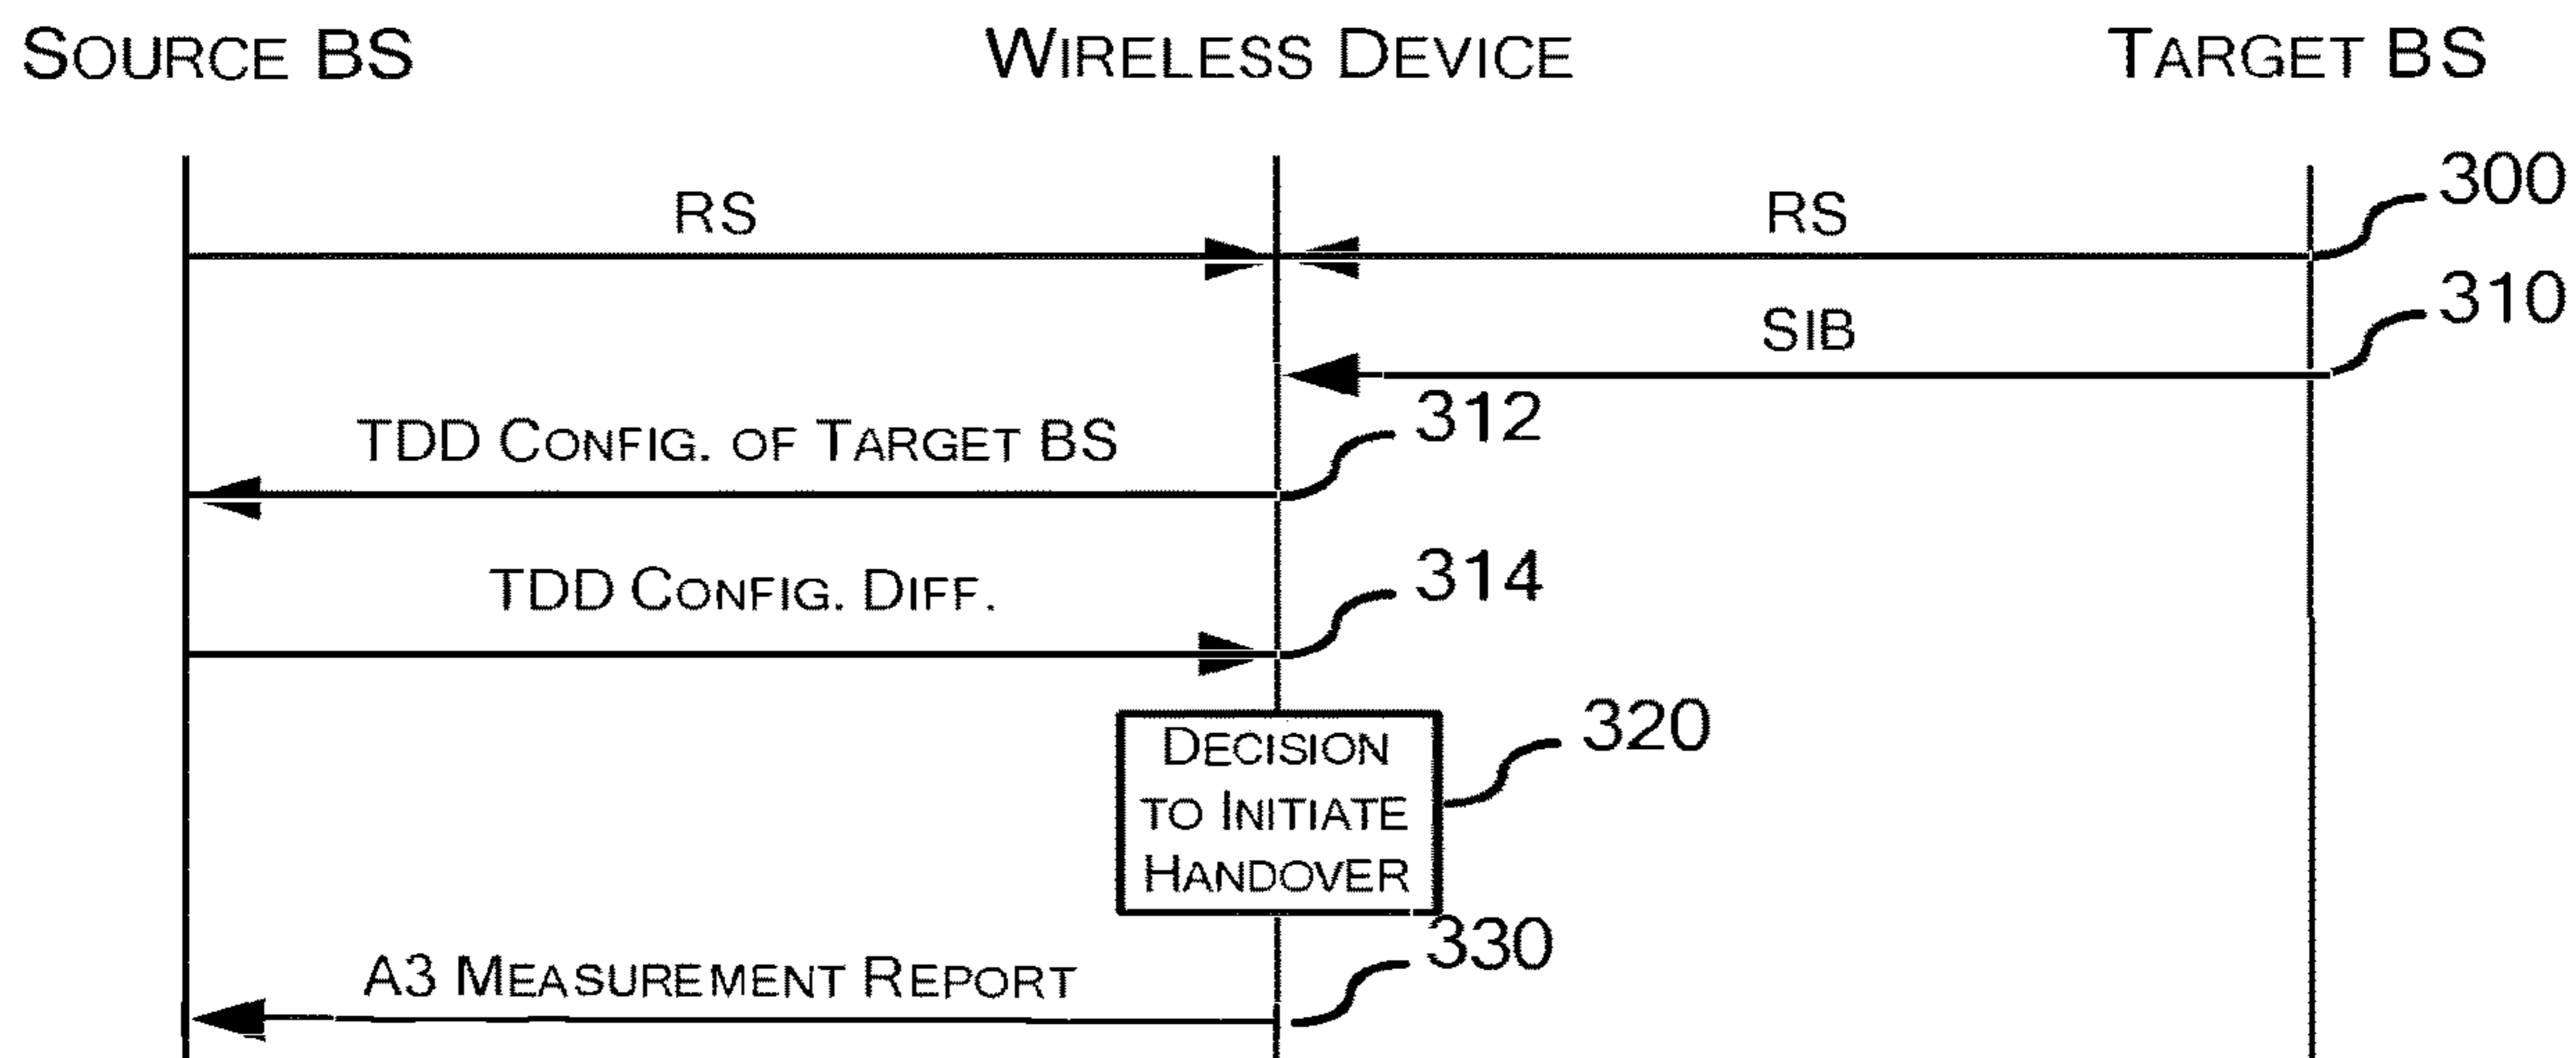 SOURCE BS
WIRELESS DEVICE
TARGET BS
RS
RS
300
SIB
310
TDD CONFIG. OF TARGET BS
312
TDD CONFIG. DIFF.
314
DECISION
TO INITIATE
HANDOVER
320
A3 MEASUREMENT REPORT
330